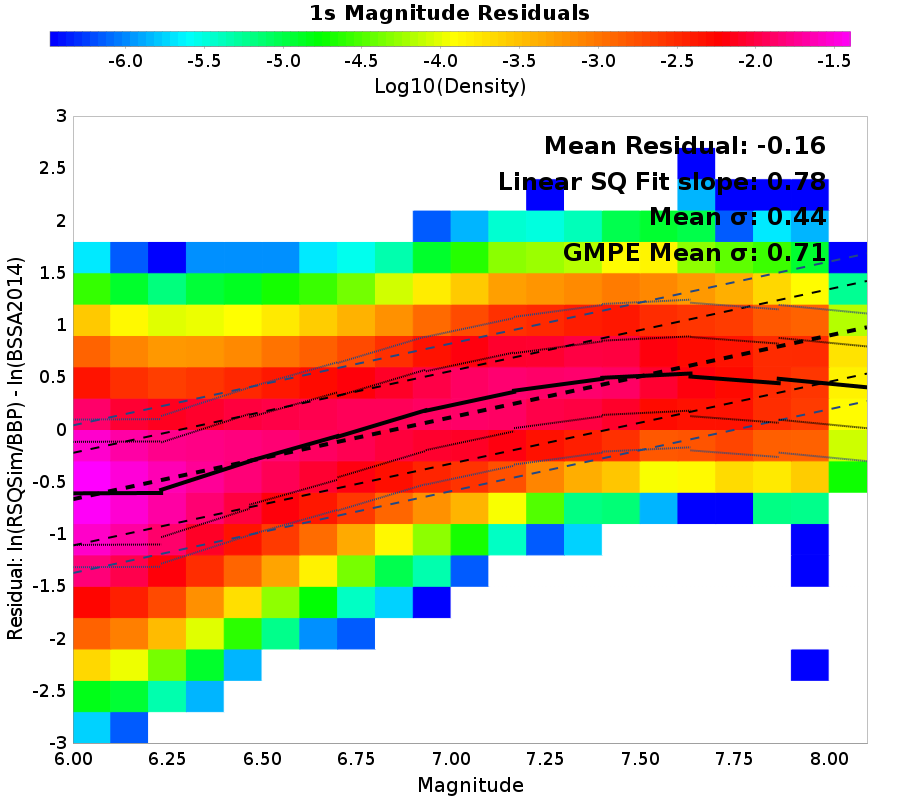 1s Magnitude Residuals
-6.0 -5.5 -5.0 -4.5 -4.0 -3.5 -3.0 -2.5 -2.0 -1.5
Log10(Density)
Mean Residual: -0.16
Linear SQ Fit slope: 0.78
Mean σ: 0.44
GMPE Mean σ: 0.71
Residual: ln(RSQSim/BBP) - ln(BSSA2014)
3
2.5
2
1.5
1
0.5
0
-0.5
-1
-1.5
-2
-2.5
-3
6.00 6.25 6.50 6.75 7.00 7.25 7.50 7.75 8.00
Magnitude